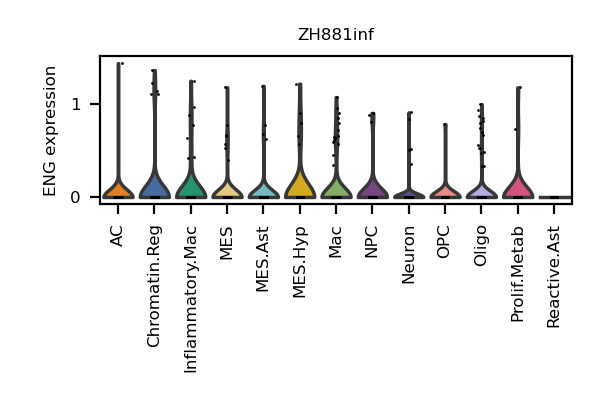 ZH881inf
ENG expression
1
0
AC
Chromatin.Reg
Inflammatory.Mac
MES
MES.Ast
MES.Hyp
Mac
NPC
Neuron
OPC
Oligo
Prolif.Metab
Reactive.Ast